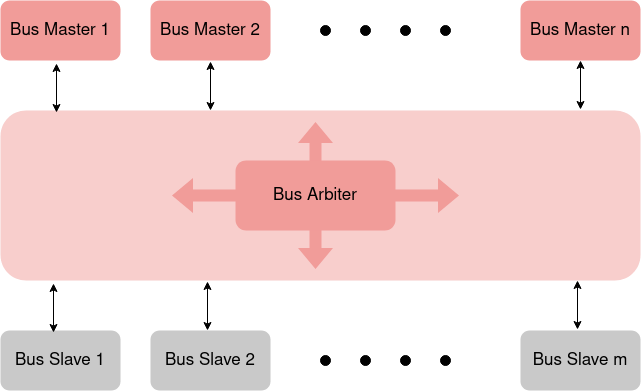 Bus Master 1
Bus Master 2
Bus Master n
Bus Arbiter
Bus Slave 1
Bus Slave 2
Bus Slave m